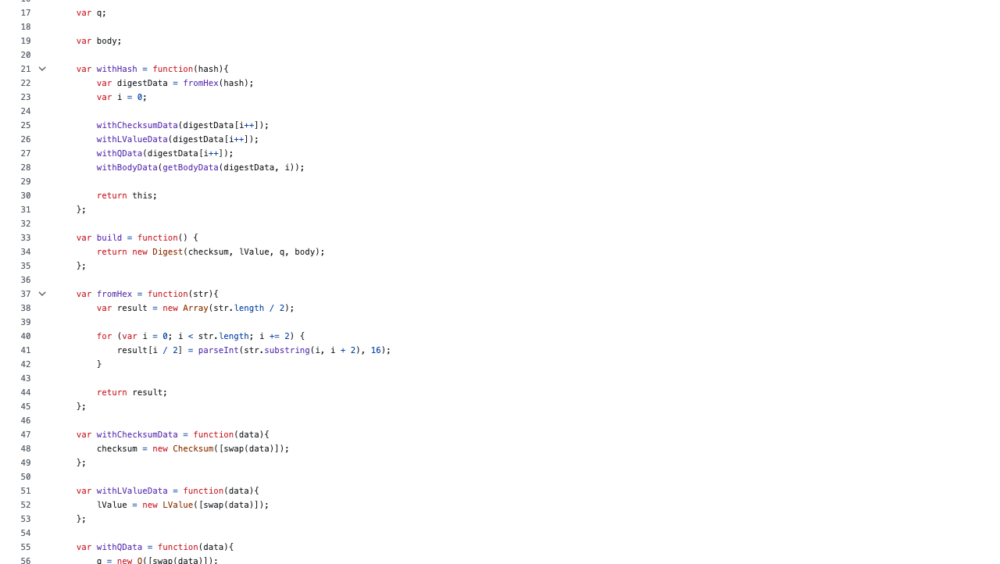 17 var q;
18
19 var body;
20
21 var withHash = function(hash){
22 var digestData = fromHex(hash);
23 var i = 0;
24
25 withChecksumData(digestData[i++]);
26 withLValueData(digestData[i++]);
27 withQData(digestData[i++]);
28 withBodyData(getBodyData(digestData, i));
29
30 return this;
31 };
32
33 var build = function() {
34 return new Digest(checksum, lValue, q, body);
35 };
36
37 var fromHex = function(str){
38 var result = new Array(str.length / 2);
39
40 for (var i = 0; i < str.length; i += 2) {
41 result[i / 2] = parseInt(str.substring(i, i + 2), 16);
42 }
43
44 return result;
45 };
46
47 var withChecksumData = function(data){
48 checksum = new Checksum([swap(data)]);
49 };
50
51 var withLValueData = function(data){
52 lValue = new LValue([swap(data)]);
53 };
54
55 var withQData = function(data){
56 q = new Q([swap(data)]);